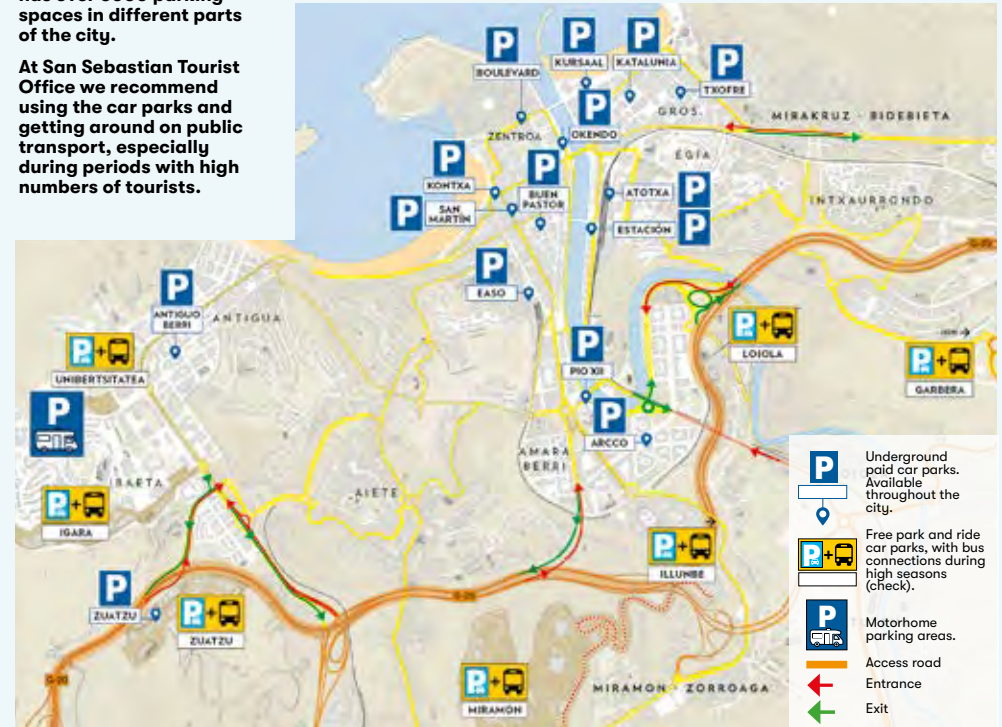 spaces in different parts
of the city.
At San Sebastian Tourist
Office we recommend
using the car parks and
getting around on public
transport, especially
during periods with high
numbers of tourists.
P
BOULEVARD
P
KURSAAL
P
KATALUNIA
P
TXOFRE
GROS
P
OKENDO
ZENTROA
MIRAKRUZ - BIDEBIETA
EGIA
P
KONTXA
P
BUEN
PASTOR
P
SAN
MARTÍN
ATOTXA
P
ESTACIÓN
P
INTXAURRONDO
P
EASO
P
ANTIGUO
BERRI
ANTIGUA
P+
UNIBERTSITATEA
P
P+
LOIOLA
P+
GARBERA
P
PIO XII
P
ARCCO
AMARA
BERRI
IBAETA
AIETE
P+
IGARA
P
ZUATZU
P+
ZUATZU
P+
ILLUNBE
G-20
P+
MIRAMÓN
MIRAMON - ZORROAGA
P
Underground
paid car parks.
Available
throughout the
city.
P+
Free park and ride
car parks, with bus
connections during
high seasons
(check).
P
Motorhome
parking areas.
Access road
Entrance
Exit